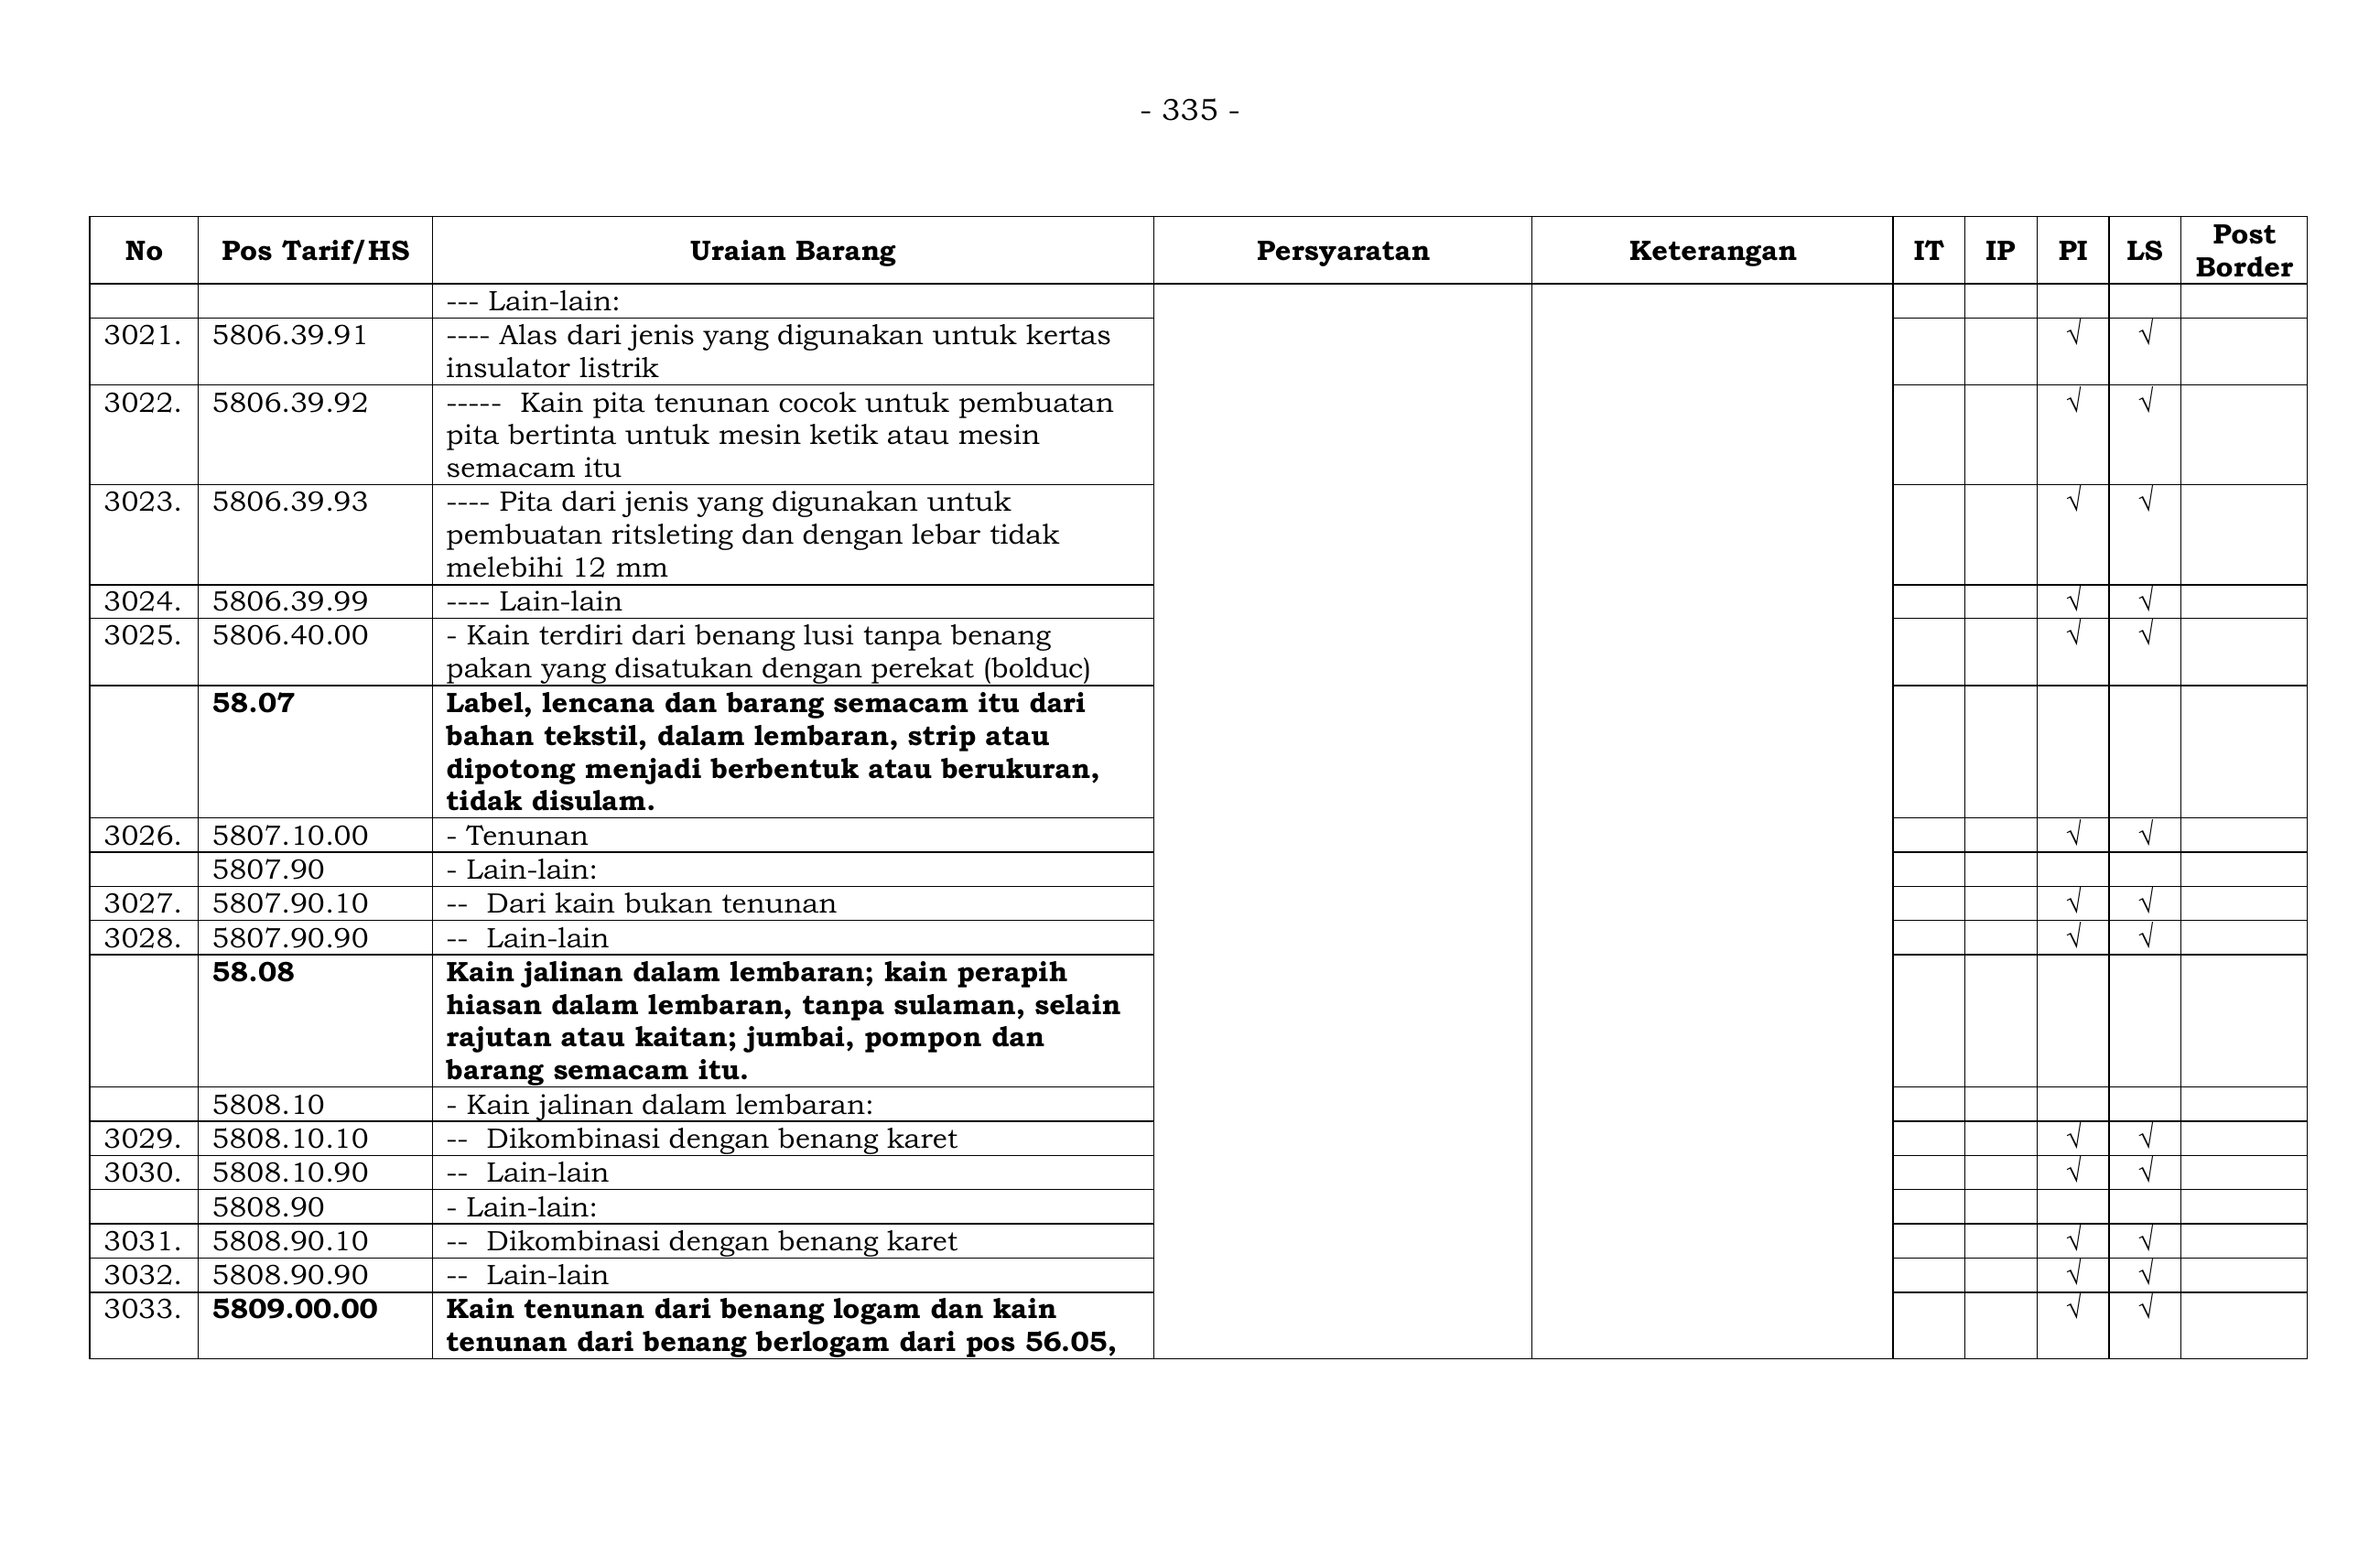 - 335 -
No Pos Tarif/HS Uraian Barang Persyaratan Keterangan IT IP PI LS Post Border
--- Lain-lain:
3021. 5806.39.91 ---- Alas dari jenis yang digunakan untuk kertas √ √
insulator listrik
3022. 5806.39.92 ----- Kain pita tenunan cocok untuk pembuatan √ √
pita bertinta untuk mesin ketik atau mesin
semacam itu
3023. 5806.39.93 ---- Pita dari jenis yang digunakan untuk √ √
pembuatan ritsleting dan dengan lebar tidak
melebihi 12 mm
3024. 5806.39.99 ---- Lain-lain √ √
3025. 5806.40.00 - Kain terdiri dari benang lusi tanpa benang √ √
pakan yang disatukan dengan perekat (bolduc)
58.07 Label, lencana dan barang semacam itu dari
bahan tekstil, dalam lembaran, strip atau
dipotong menjadi berbentuk atau berukuran,
tidak disulam.
3026. 5807.10.00 - Tenunan √ √
5807.90 - Lain-lain:
3027. 5807.90.10 -- Dari kain bukan tenunan √ √
3028. 5807.90.90 -- Lain-lain √ √
58.08 Kain jalinan dalam lembaran; kain perapih
hiasan dalam lembaran, tanpa sulaman, selain
rajutan atau kaitan; jumbai, pompon dan
barang semacam itu.
5808.10 - Kain jalinan dalam lembaran:
3029. 5808.10.10 -- Dikombinasi dengan benang karet √ √
3030. 5808.10.90 -- Lain-lain √ √
5808.90 - Lain-lain:
3031. 5808.90.10 -- Dikombinasi dengan benang karet √ √
3032. 5808.90.90 -- Lain-lain √ √
3033. 5809.00.00 Kain tenunan dari benang logam dan kain √ √
tenunan dari benang berlogam dari pos 56.05,